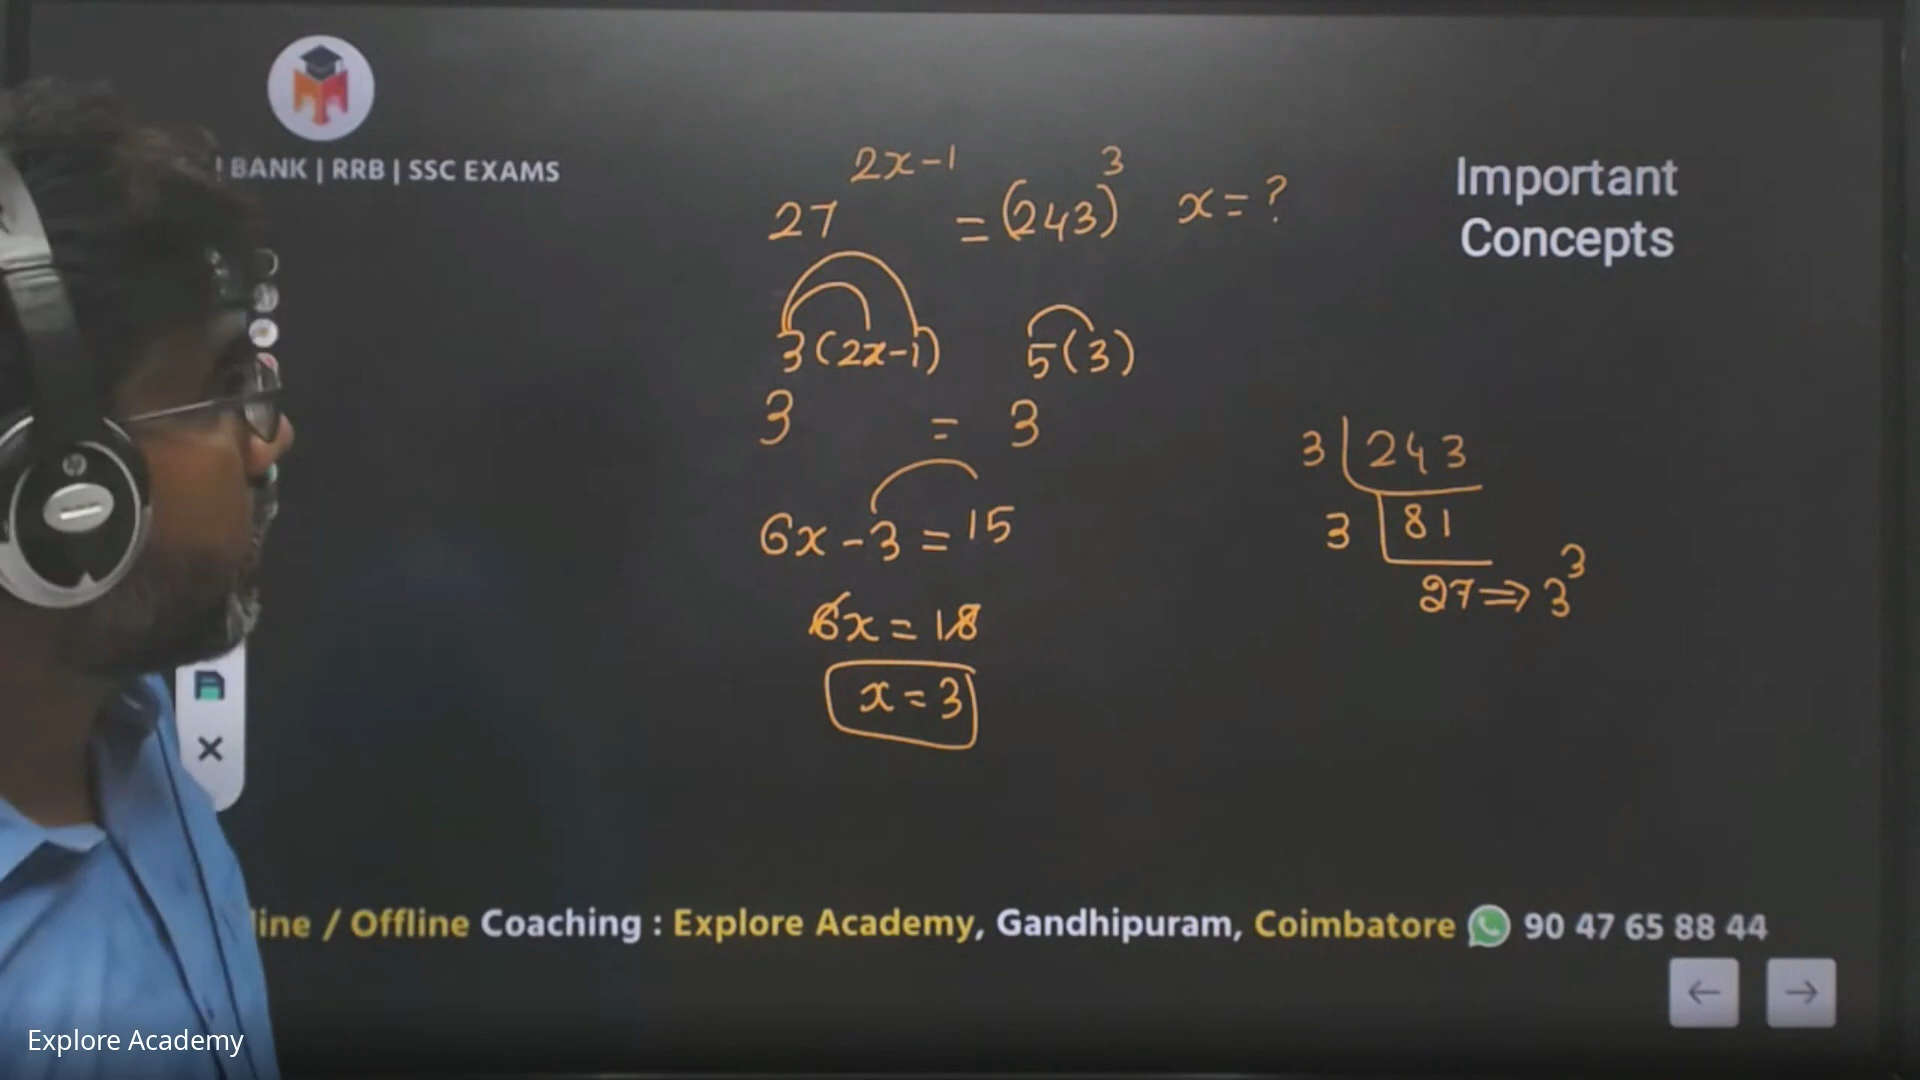 BANK | RRB | SSC EXAMS
Important
Concepts
27^{2x-1} = (243)^3 x = ?
3^{3(2x-1)} = 3^{5(3)}
6x - 3 = 15
6x = 18
x = 3
3 | 243
3 | 81
27 ⇒ 3^3
line / Offline Coaching : Explore Academy, Gandhipuram, Coimbatore 90 47 65 88 44
← →
Explore Academy